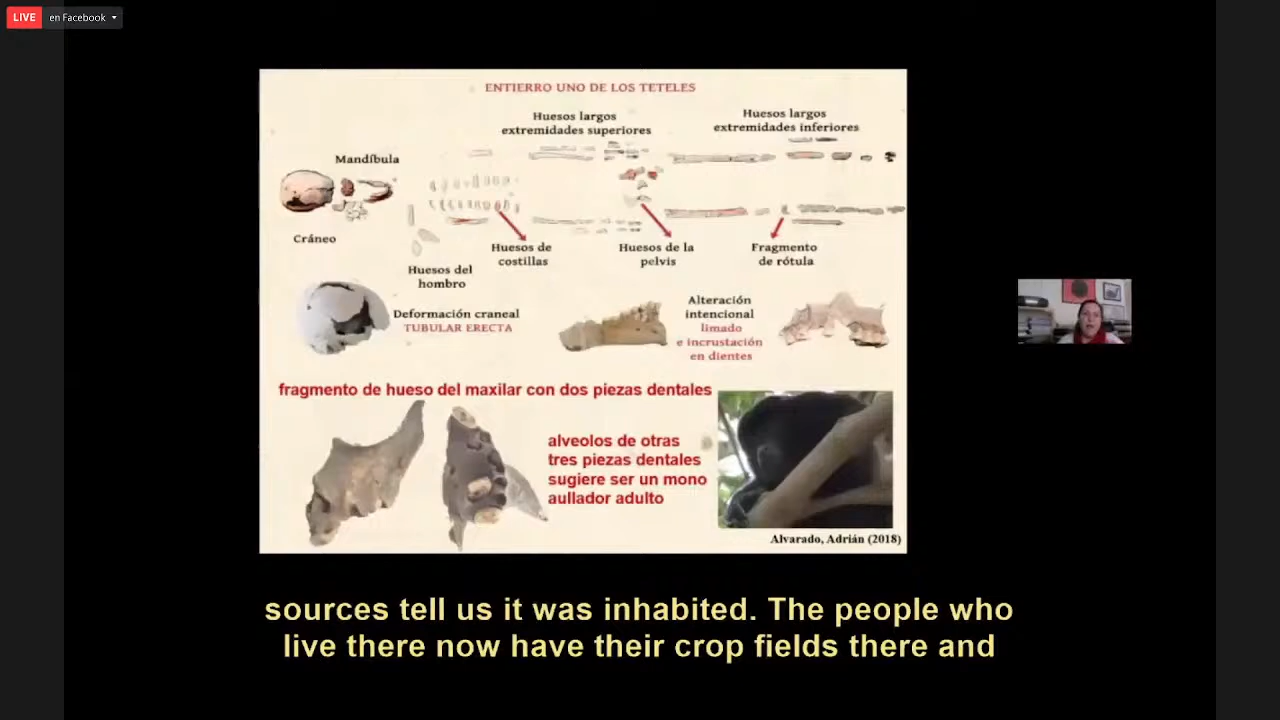 LIVE en Facebook
ENTIERRO UNO DE LOS TETELES
Huesos largos
extremidades superiores
Huesos largos
extremidades inferiores
Mandíbula
Cráneo
Huesos de
costillas
Huesos de la
pelvis
Fragmento
de rótula
Huesos del
hombro
Deformación craneal
TUBULAR ERECTA
Alteración
intencional
limado
e incrustación
en dientes
fragmento de hueso del maxilar con dos piezas dentales
alveolos de otras
tres piezas dentales
sugiere ser un mono
aullador adulto
Alvarado, Adrián (2018)
sources tell us it was inhabited. The people who
live there now have their crop fields there and